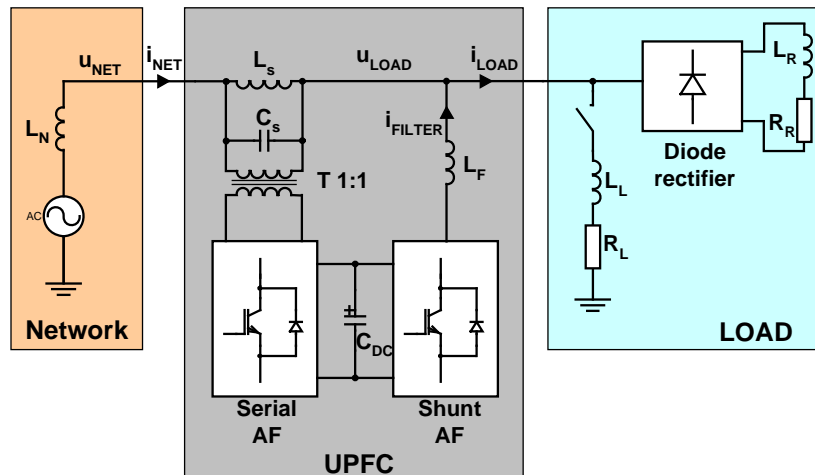 u_NET
i_NET
L_N
AC
Network
L_s
C_s
T 1:1
u_LOAD
i_LOAD
i_FILTER
L_F
+
C_DC
Serial
AF
Shunt
AF
UPFC
L_R
R_R
Diode
rectifier
L_L
R_L
LOAD